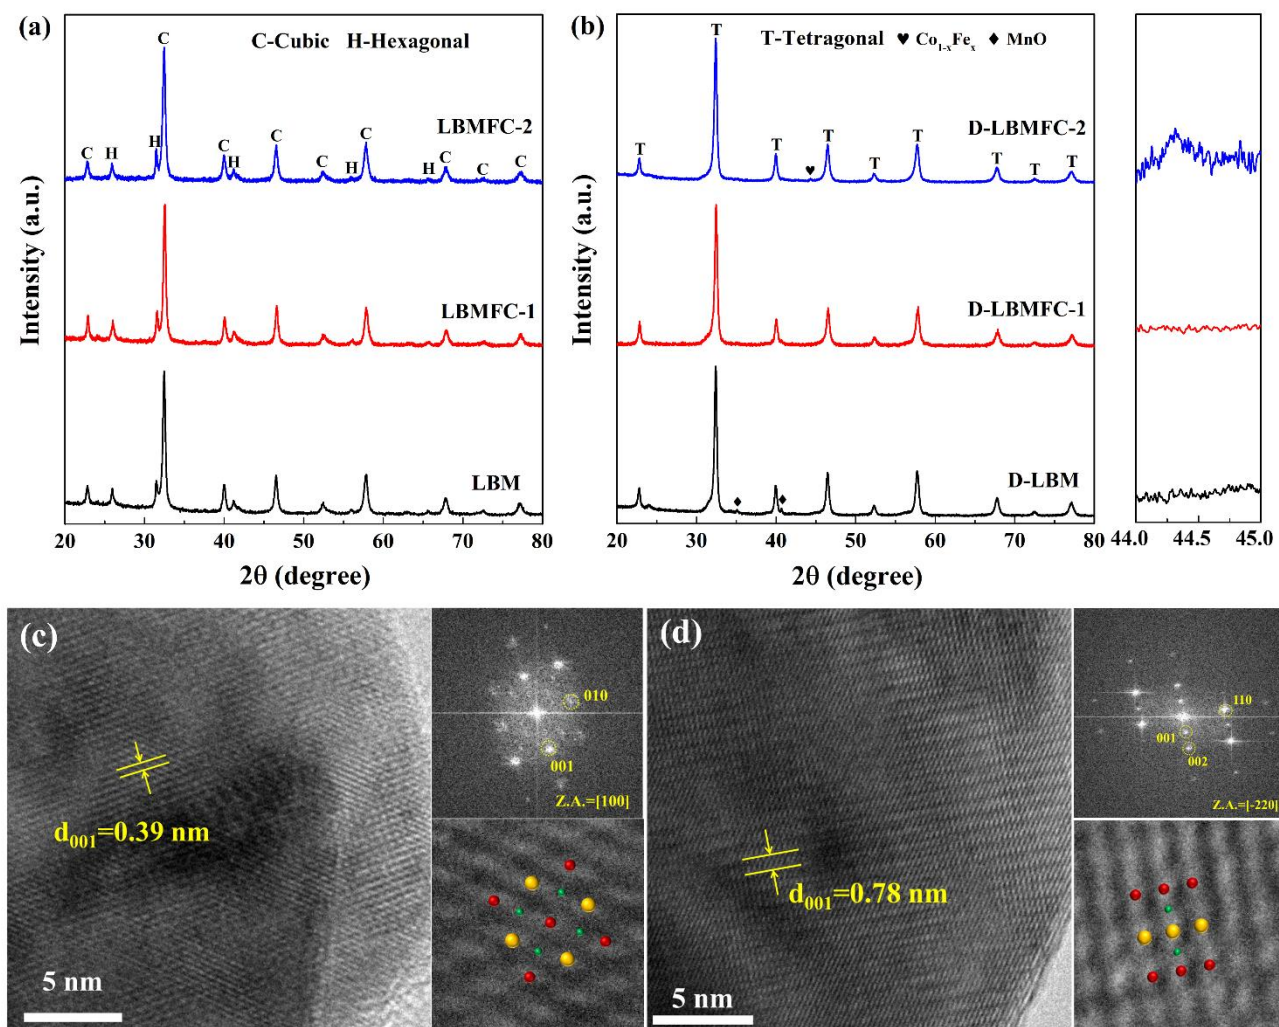 (a)
C-Cubic H-Hexagonal
C
LBMFC-2
C
H
H
C
H
C
C
H
C
H
C
C
C
LBMFC-1
LBM
Intensity (a.u.)
20 30 40 50 60 70 80
2θ (degree)
(b)
T-Tetragonal ♥ Co1-xFex ♦ MnO
T
D-LBMFC-2
T
T
♥
T
T
T
T
T
T
D-LBMFC-1
D-LBM
♦
♦
Intensity (a.u.)
20 30 40 50 60 70 80
2θ (degree)
44.0 44.5 45.0
(c)
d001=0.39 nm
5 nm
010
001
Z.A.=[100]
(d)
d001=0.78 nm
5 nm
110
001
002
Z.A.=[-220]